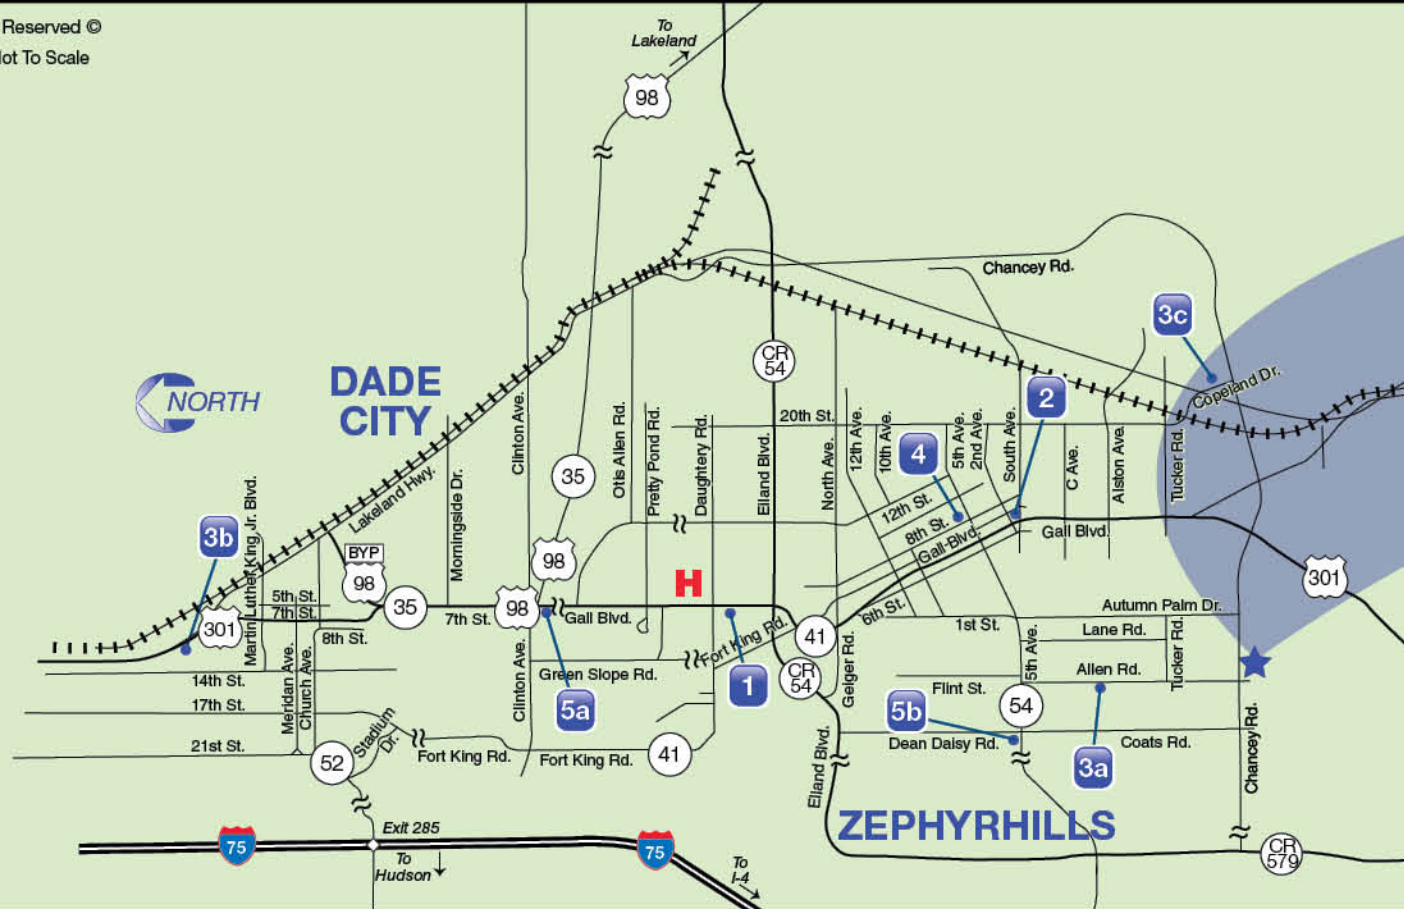 Reserved ©
Not To Scale
To
Lakeland
98
Chancey Rd.
3c
CR
54
DADE
CITY
NORTH
Copeland Dr.
2
20th St.
Clinton Ave.
Otis Allen Rd.
Pretty Pond Rd.
Daughtery Rd.
Eiland Blvd.
North Ave.
12th Ave.
10th Ave.
4
5th Ave.
2nd Ave.
South Ave.
C Ave.
Alston Ave.
Tucker Rd.
35
Lakeland Hwy.
Morningside Dr.
Martin Luther King Jr. Blvd.
3b
12th St.
8th St.
Gall Blvd.
Gall Blvd.
BYP
98
98
H
301
5th St.
7th St.
8th St.
301
35
7th St.
98
Gall Blvd.
Fort King Rd.
41
6th St.
1st St.
Autumn Palm Dr.
Lane Rd.
Allen Rd.
5th Ave.
Tucker Rd.
Geiger Rd.
CR
54
1
Green Slope Rd.
5a
Clinton Ave.
14th St.
17th St.
21st St.
Meridan Ave.
Church Ave.
Stadium
Dr.
52
Fort King Rd.
Fort King Rd.
41
Flint St.
54
5b
Dean Daisy Rd.
Coats Rd.
3a
Chancey Rd.
Eiland Blvd.
ZEPHYRHILLS
75
Exit 285
75
To
Hudson
To
I-4
CR
579